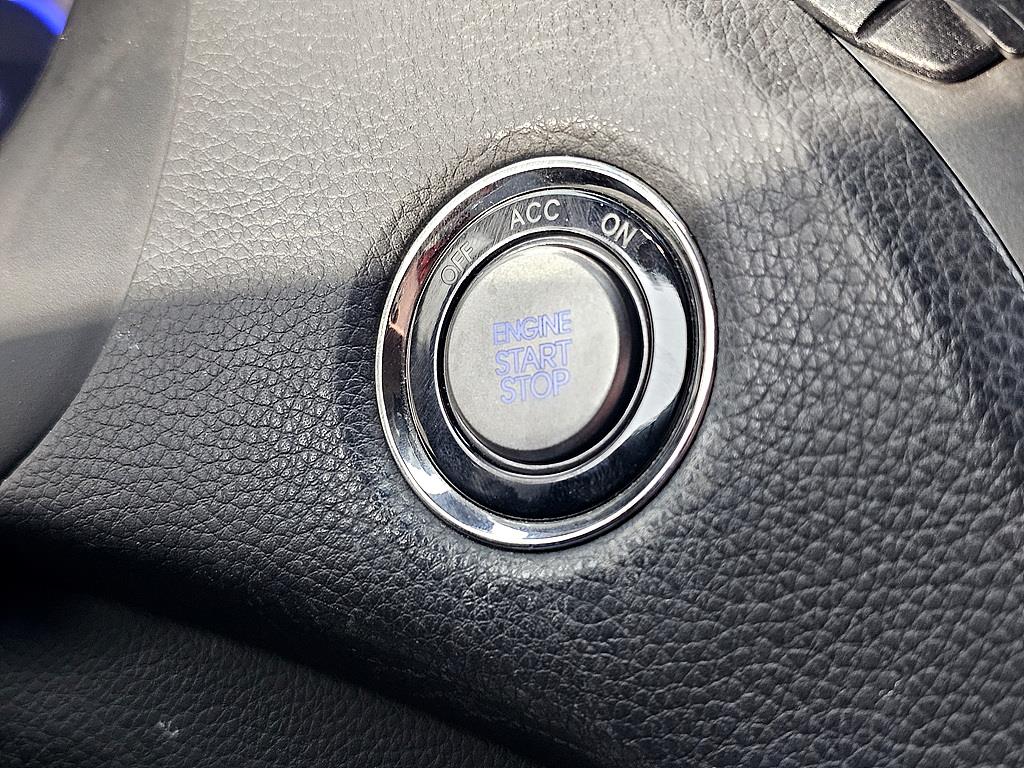 OFF ACC ON
ENGINE
START
STOP